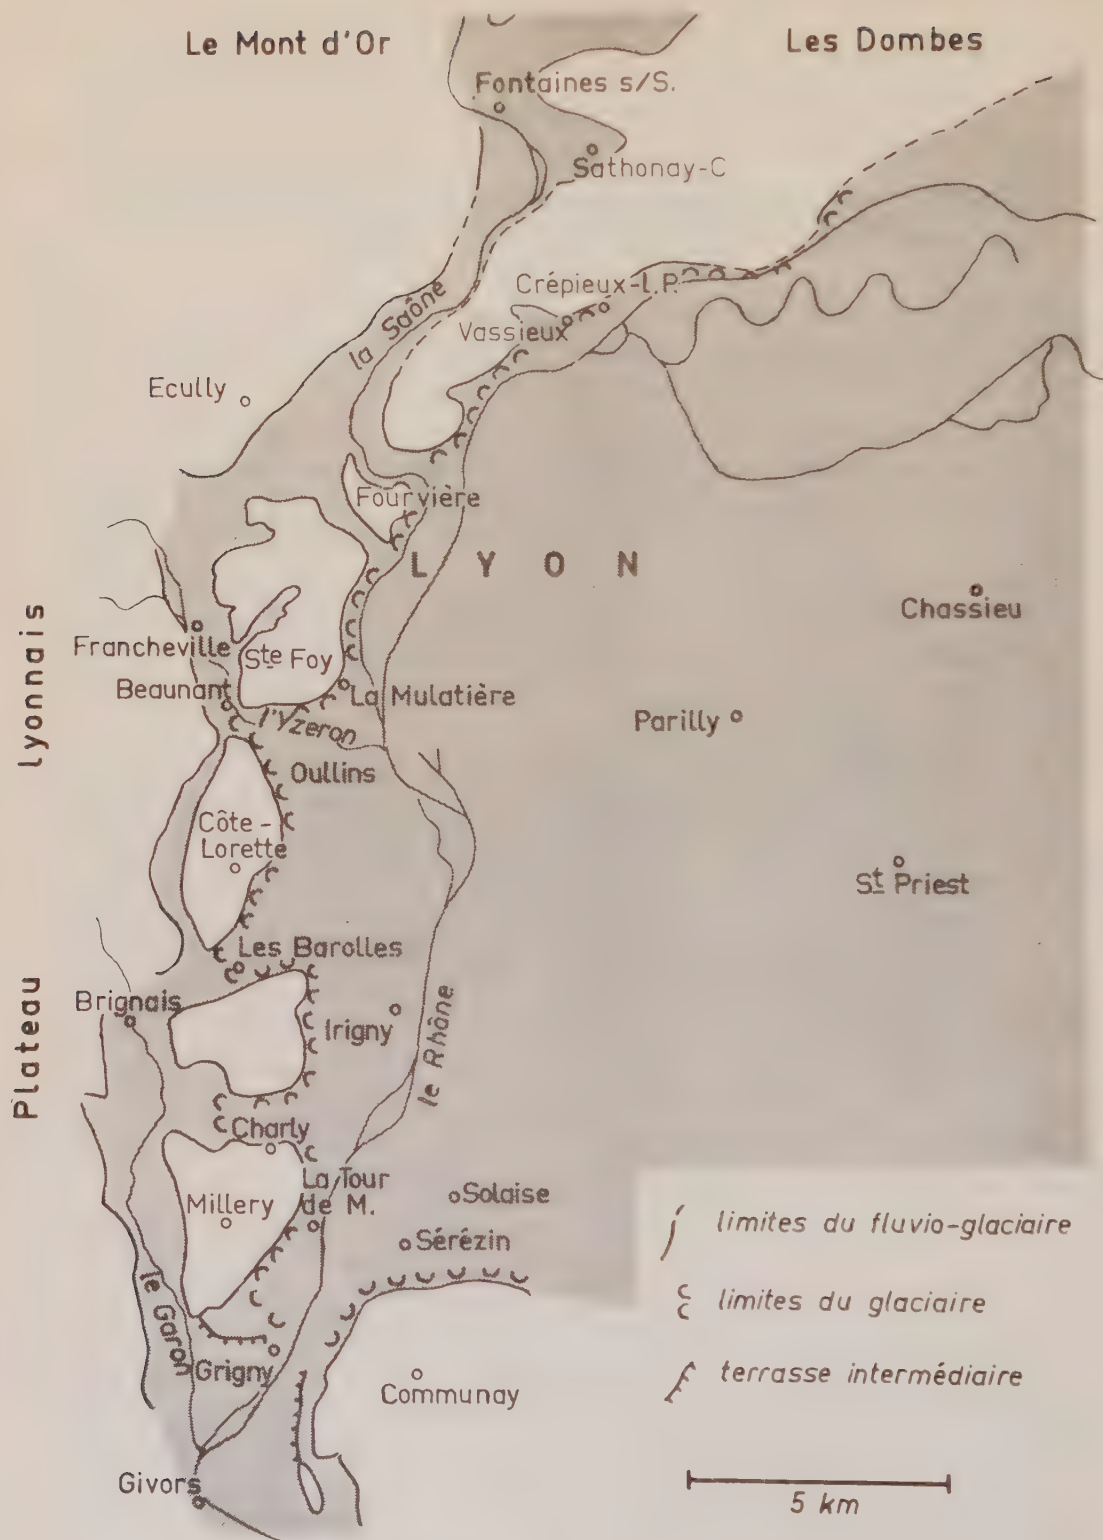 Le Mont d'Or
Les Dombes
Fontaines s/S.
Sathonay-C
Crépieux-l.P.
la Saône
Vassieux
Ecully
Fourvière
LYON
Chassieu
Francheville
Ste Foy
Beaunant
La Mulatière
l'Yzeron
Parilly
Oullins
Côte-
Lorette
St Priest
Plateau lyonnais
Les Barolles
Brignais
Irigny
le Rhône
Charly
La Tour
de M.
Millery
Solaise
Sérézin
le Garon
Grigny
Communay
Givors
limites du fluvio-glaciaire
limites du glaciaire
terrasse intermédiaire
5 km